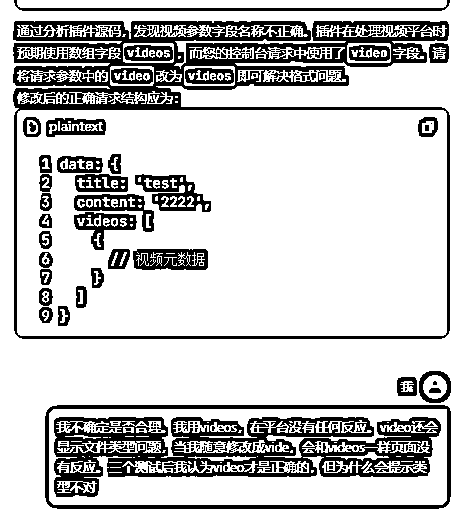 通过分析插件源码，发现视频参数字段名称不正确。插件在处理视频平台时
预期使用数组字段 videos ，而您的控制台请求中使用了 video 字段。请
将请求参数中的 video 改为 videos 即可解决格式问题。
修改后的正确请求结构应为：
plaintext
1 data: {
2 title: 'test',
3 content: '2222',
4 videos: [
5 {
6 // 视频元数据
7 }
8 ]
9 }
我
我不确定是否合理。我用videos，在平台没有任何反应。video还会
显示文件类型问题，当我随意修改成vide，会和videos一样页面没
有反应。三个测试后我认为video才是正确的，但为什么会提示类
型不对